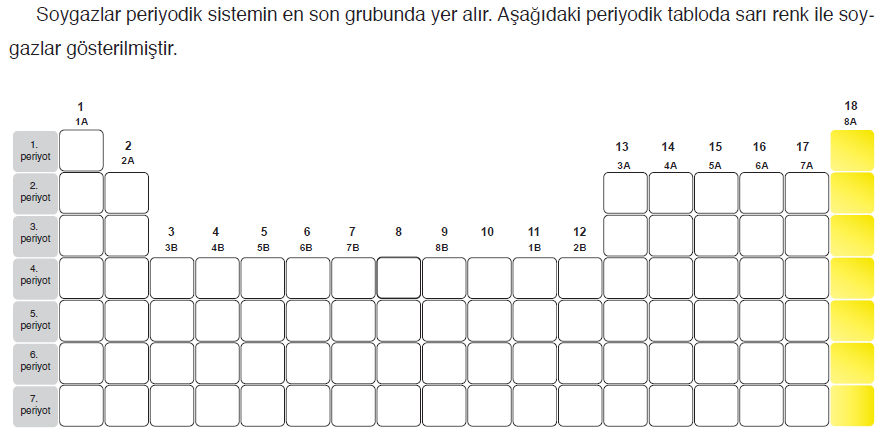 Soygazlar periyodik sistemin en son grubunda yer alır. Aşağıdaki periyodik tabloda sarı renk ile soy-
gazlar gösterilmiştir.
1 18
1A 8A
2 13 14 15 16 17
2A 3A 4A 5A 6A 7A
3 4 5 6 7 8 9 10 11 12
3B 4B 5B 6B 7B 8B 1B 2B
1.
periyot
2.
periyot
3.
periyot
4.
periyot
5.
periyot
6.
periyot
7.
periyot